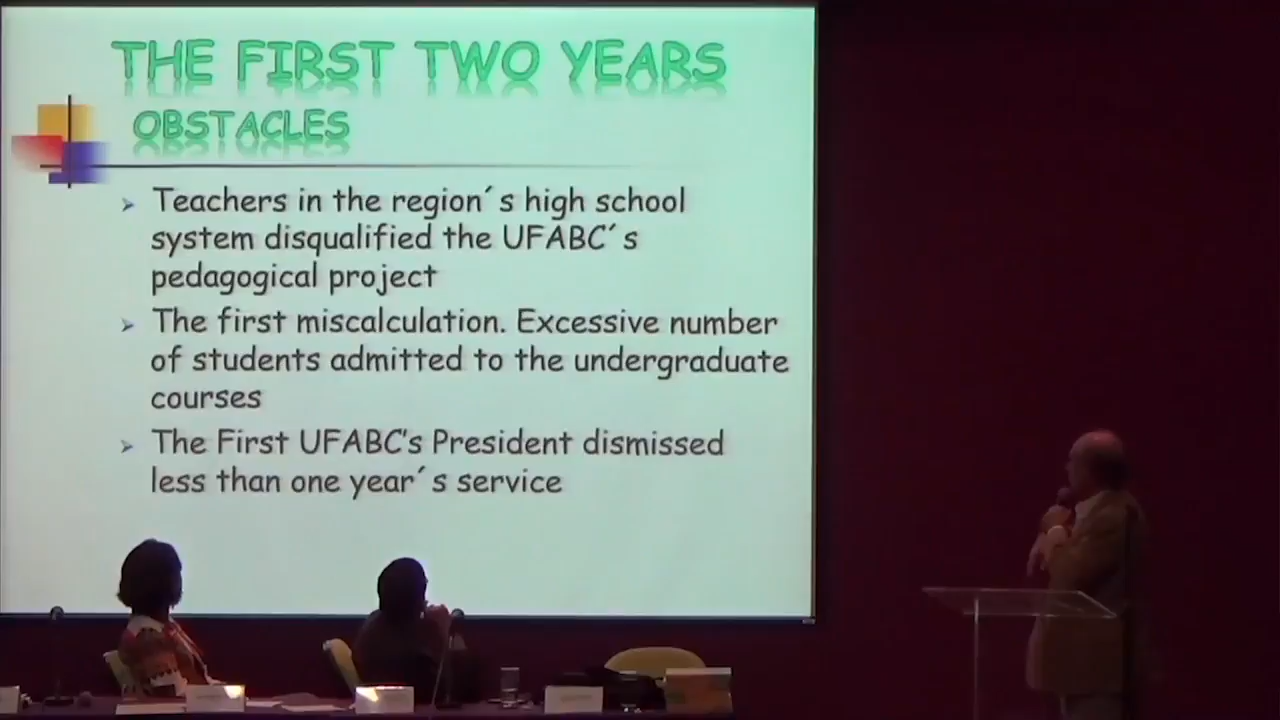 THE FIRST TWO YEARS
OBSTACLES
Teachers in the region´s high school
system disqualified the UFABC´s
pedagogical project
The first miscalculation. Excessive number
of students admitted to the undergraduate
courses
The First UFABC’s President dismissed
less than one year´s service